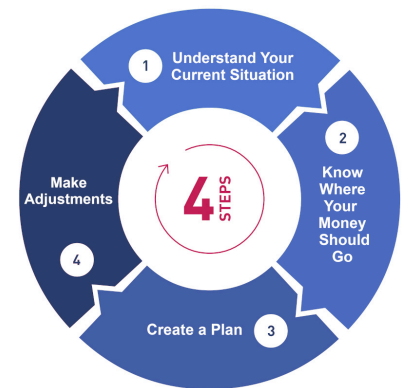 1
Understand Your
Current Situation
2
Know
Where
Your
Money
Should
Go
Create a Plan
3
Make
Adjustments
4
4
STEPS